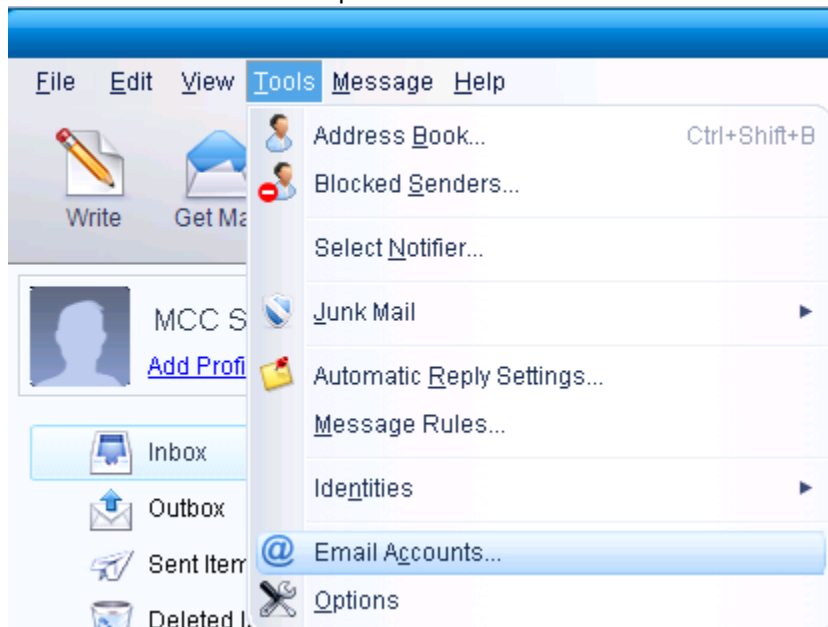 File Edit View Tools Message Help
Address Book... Ctrl+Shift+B
Blocked Senders...
Write Get Ma
Select Notifier...
MCC S
Junk Mail
Add Profi
Automatic Reply Settings...
Message Rules...
Inbox
Identities
Outbox
@ Email Accounts...
Sent Item
Options
Deleted I